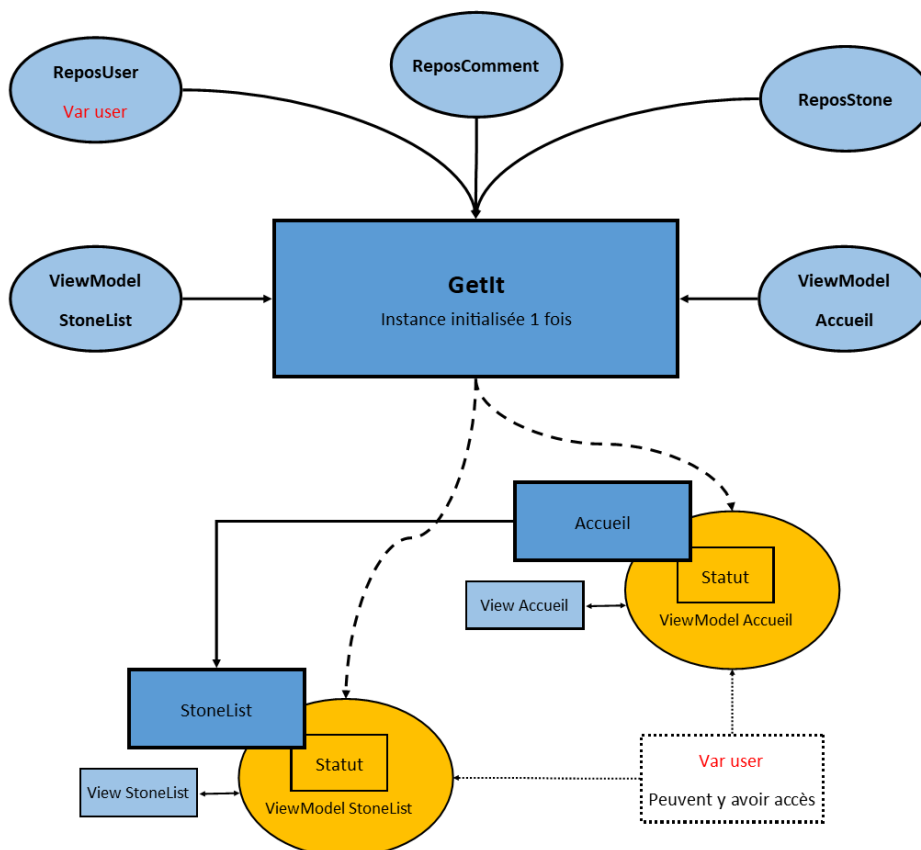 ReposUser
Var user
ReposComment
ReposStone
ViewModel
StoneList
GetIt
Instance initialisée 1 fois
ViewModel
Accueil
Accueil
Statut
View Accueil
ViewModel Accueil
StoneList
Statut
View StoneList
ViewModel StoneList
Var user
Peuvent y avoir accès